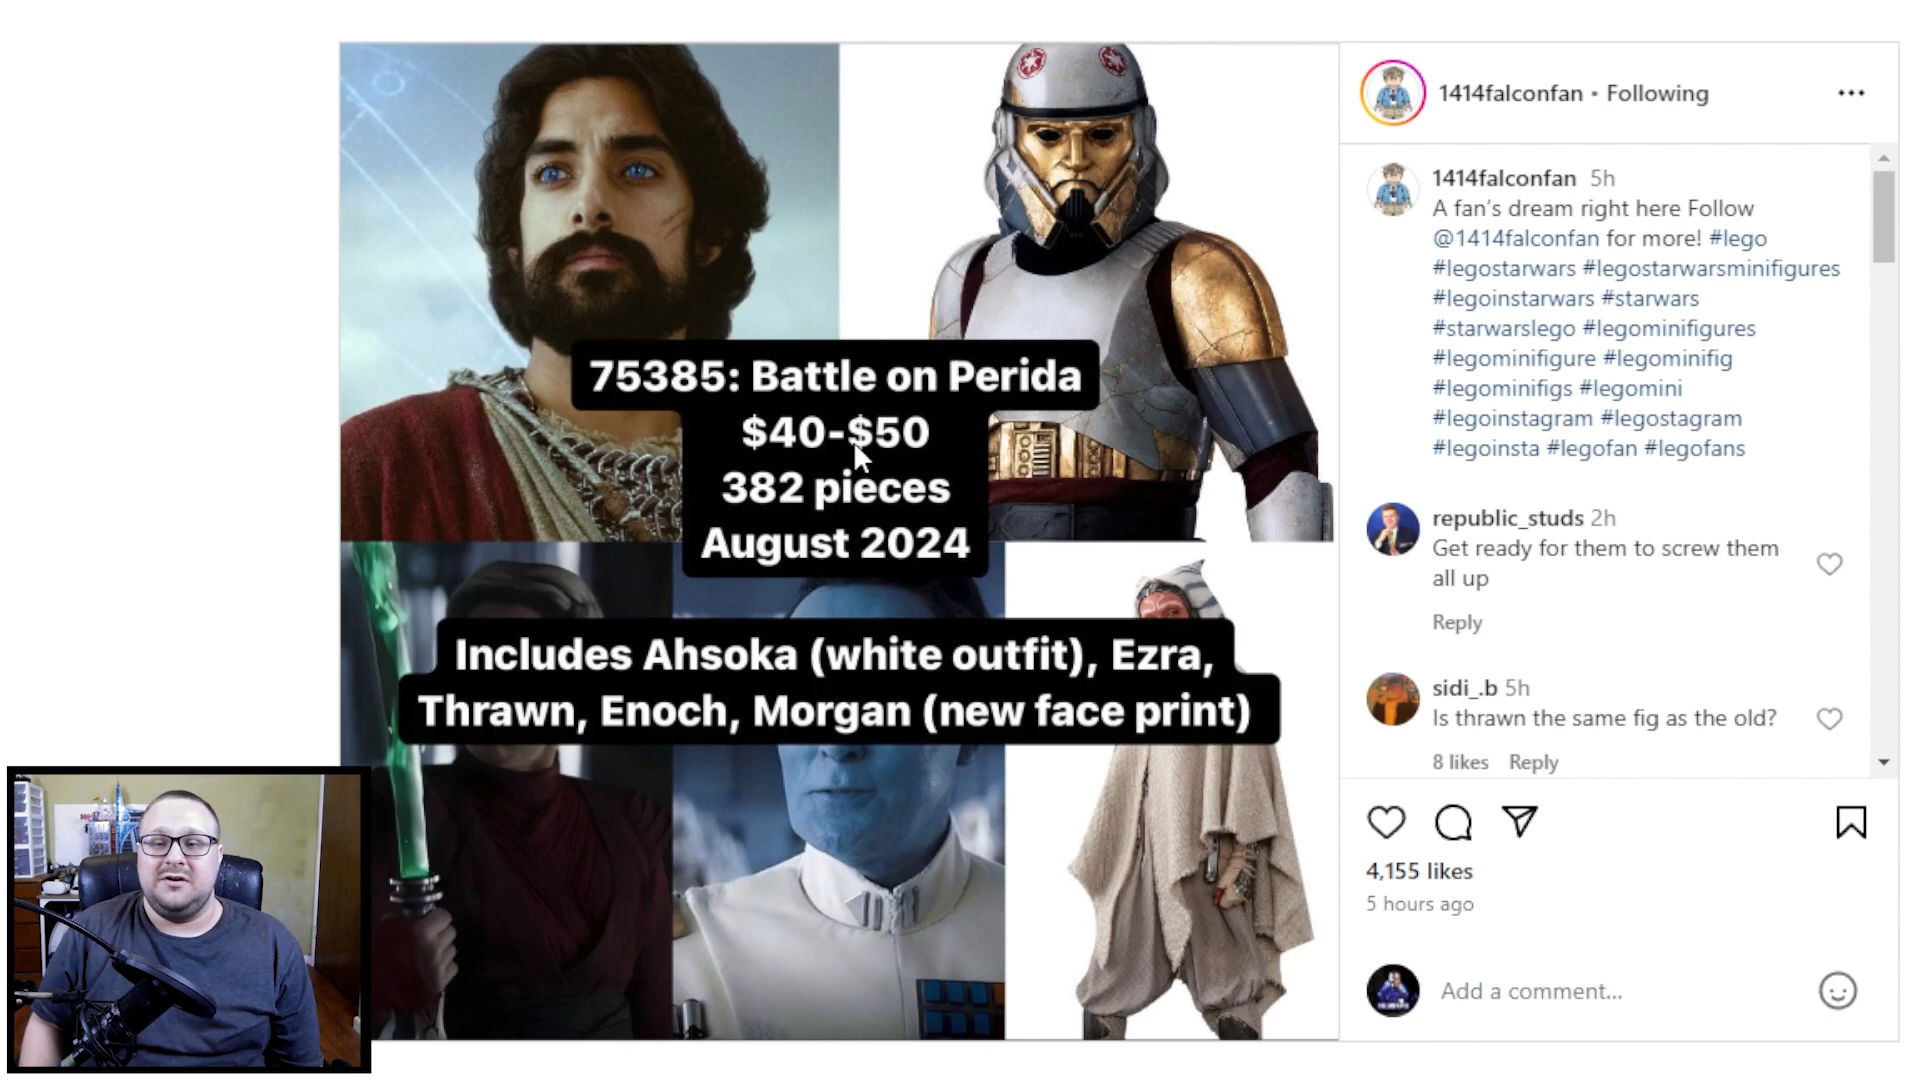 75385: Battle on Perida
$40-$50
382 pieces
August 2024
Includes Ahsoka (white outfit), Ezra,
Thrawn, Enoch, Morgan (new face print)
1414falconfan • Following
1414falconfan 5h
A fan’s dream right here Follow
@1414falconfan for more! #lego
#legostarwars #legostarwarsminifigures
#legoinstarwars #starwars
#starwarslego #legominifigures
#legominifigure #legominifig
#legominifigs #legomini
#legoinstagram #legostagram
#legoinsta #legofan #legofans
republic_studs 2h
Get ready for them to screw them
all up
Reply
sidi_.b 5h
Is thrawn the same fig as the old?
8 likes Reply
4,155 likes
5 hours ago
Add a comment...